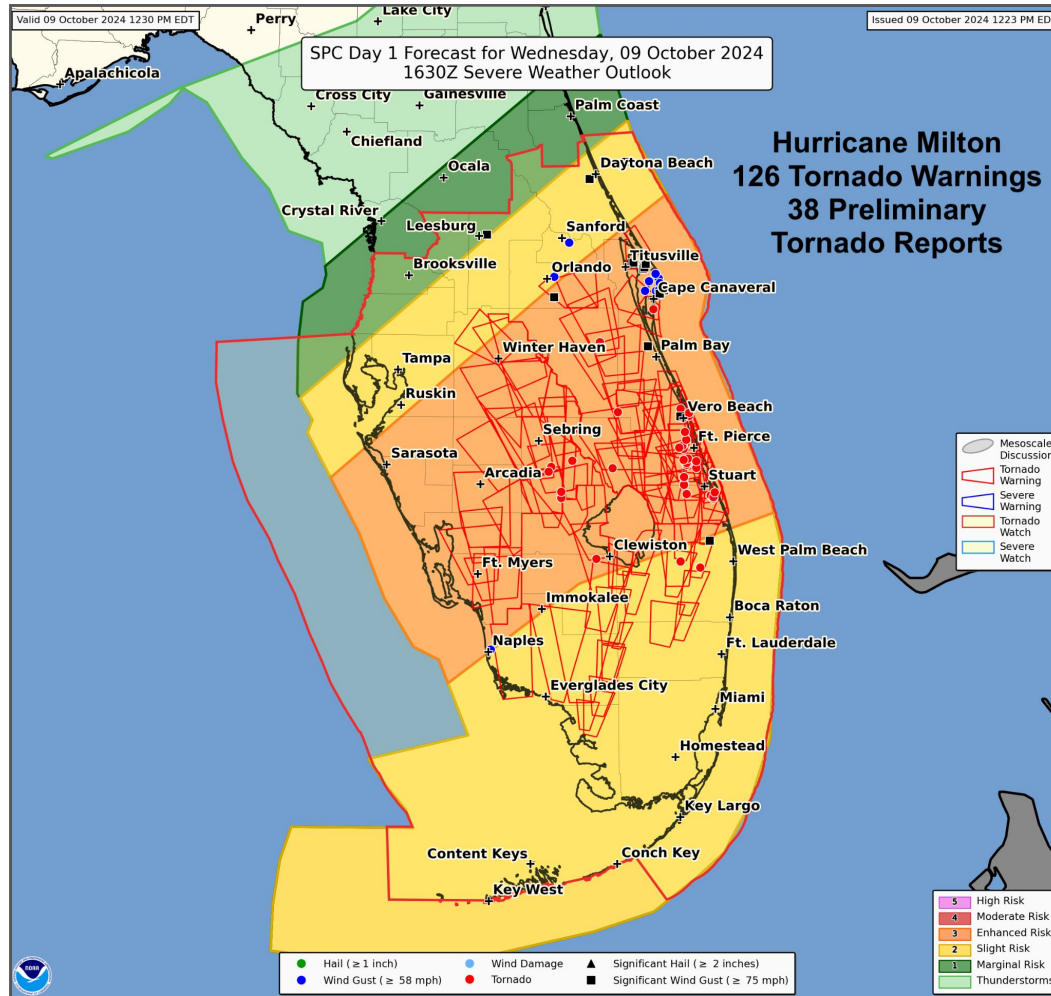 Valid 09 October 2024 1230 PM EDT
Issued 09 October 2024 1223 PM EDT
SPC Day 1 Forecast for Wednesday, 09 October 2024
1630Z Severe Weather Outlook
Hurricane Milton
126 Tornado Warnings
38 Preliminary
Tornado Reports
Perry
Lake City
Apalachicola
Cross City
Gainesville
Palm Coast
Chiefland
Ocala
Daytona Beach
Crystal River
Leesburg
Sanford
Brooksville
Orlando
Titusville
Cape Canaveral
Winter Haven
Palm Bay
Tampa
Ruskin
Vero Beach
Sebring
Ft. Pierce
Sarasota
Arcadia
Stuart
Clewiston
West Palm Beach
Ft. Myers
Immokalee
Boca Raton
Naples
Ft. Lauderdale
Everglades City
Miami
Homestead
Key Largo
Content Keys
Conch Key
Key West
Mesoscale
Discussion
Tornado
Warning
Severe
Warning
Tornado
Watch
Severe
Watch
5 High Risk
4 Moderate Risk
3 Enhanced Risk
2 Slight Risk
1 Marginal Risk
Thunderstorms
Hail (≥ 1 inch)
Wind Damage
Significant Hail (≥ 2 inches)
Wind Gust (≥ 58 mph)
Tornado
Significant Wind Gust (≥ 75 mph)
NOAA